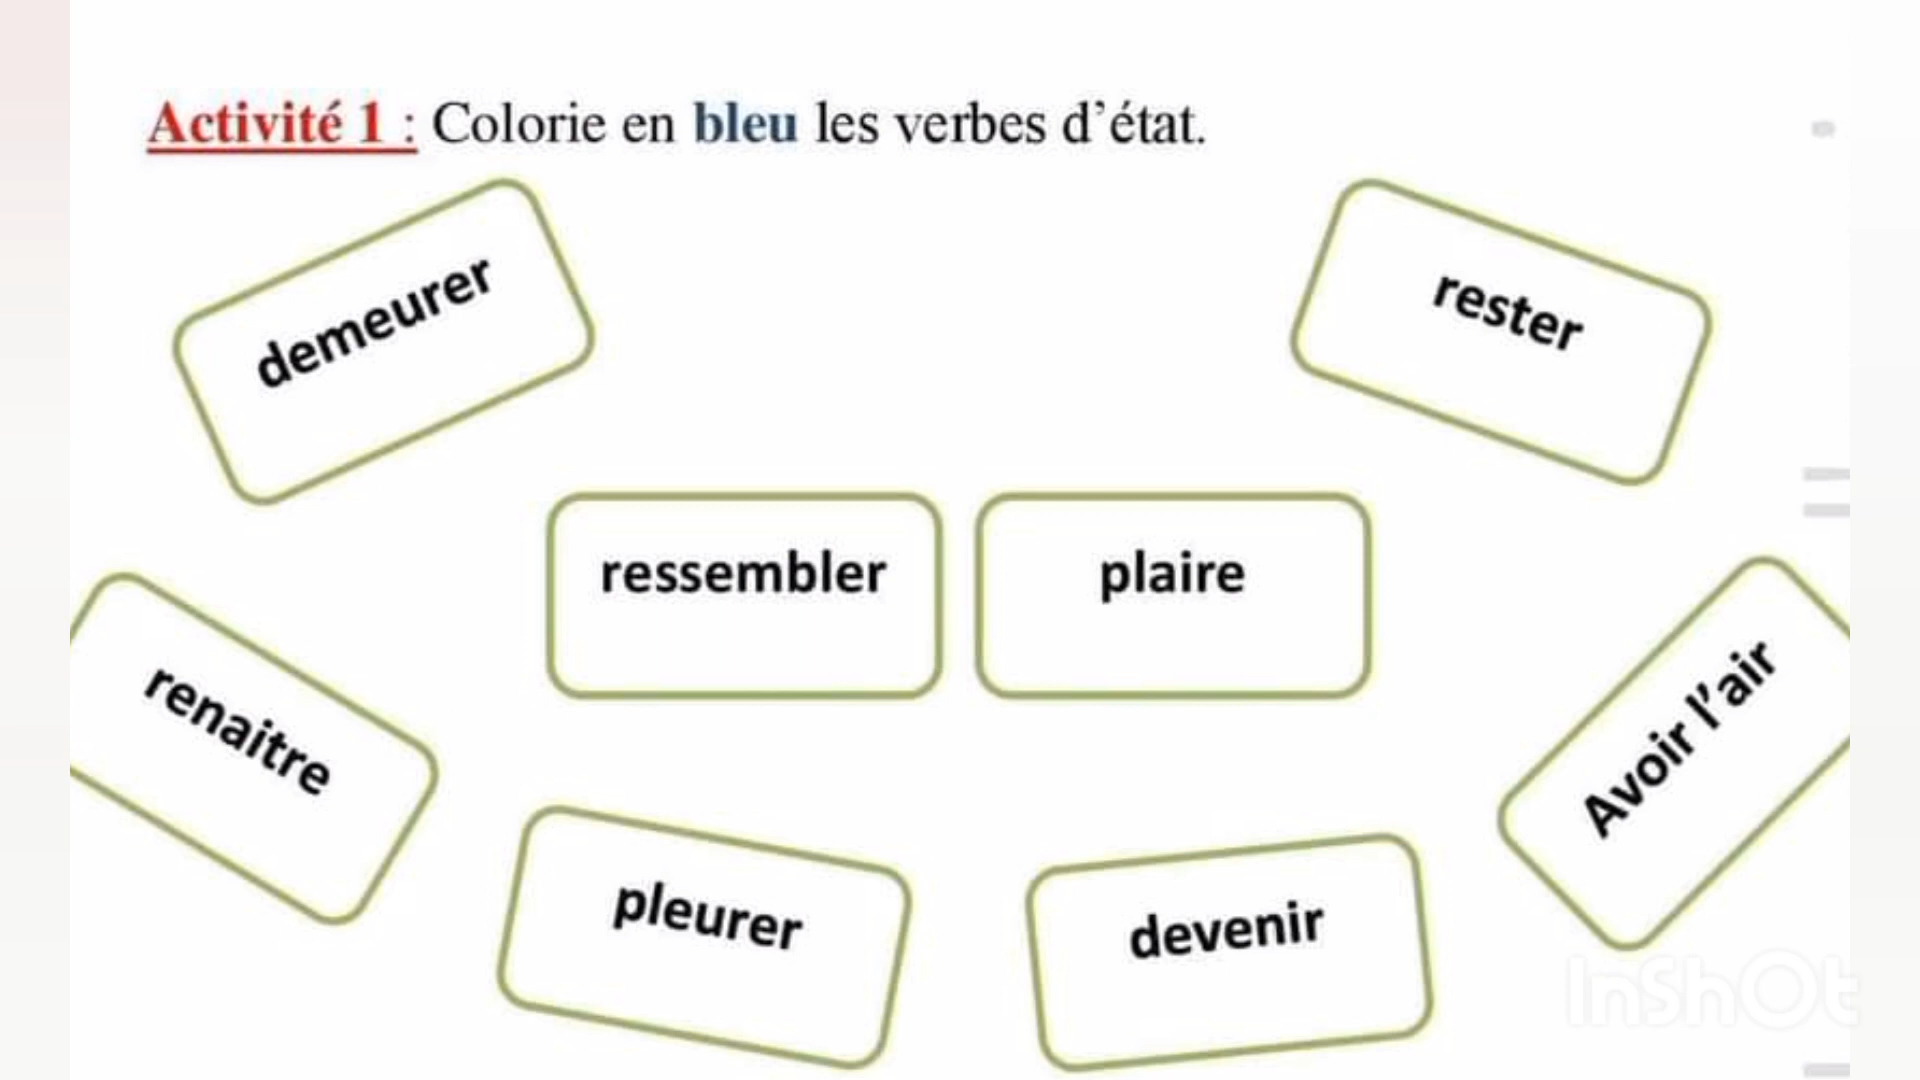 Activité 1 : Colorie en bleu les verbes d'état.
demeurer
rester
ressembler
plaire
renaitre
Avoir l'air
pleurer
devenir
InShOt